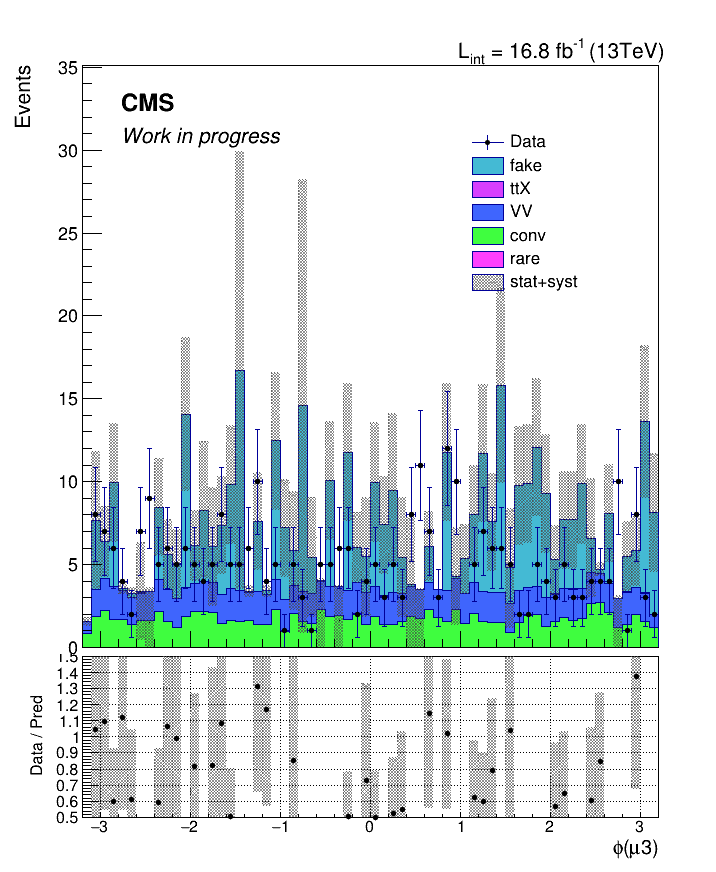 L_int = 16.8 fb^-1 (13TeV)
Events
35
30
25
20
15
10
5
0
CMS
Work in progress
Data
fake
ttX
VV
conv
rare
stat+syst
Data / Pred
1.5
1.4
1.3
1.2
1.1
1
0.9
0.8
0.7
0.6
0.5
−3 −2 −1 0 1 2 3
ϕ(μ3)